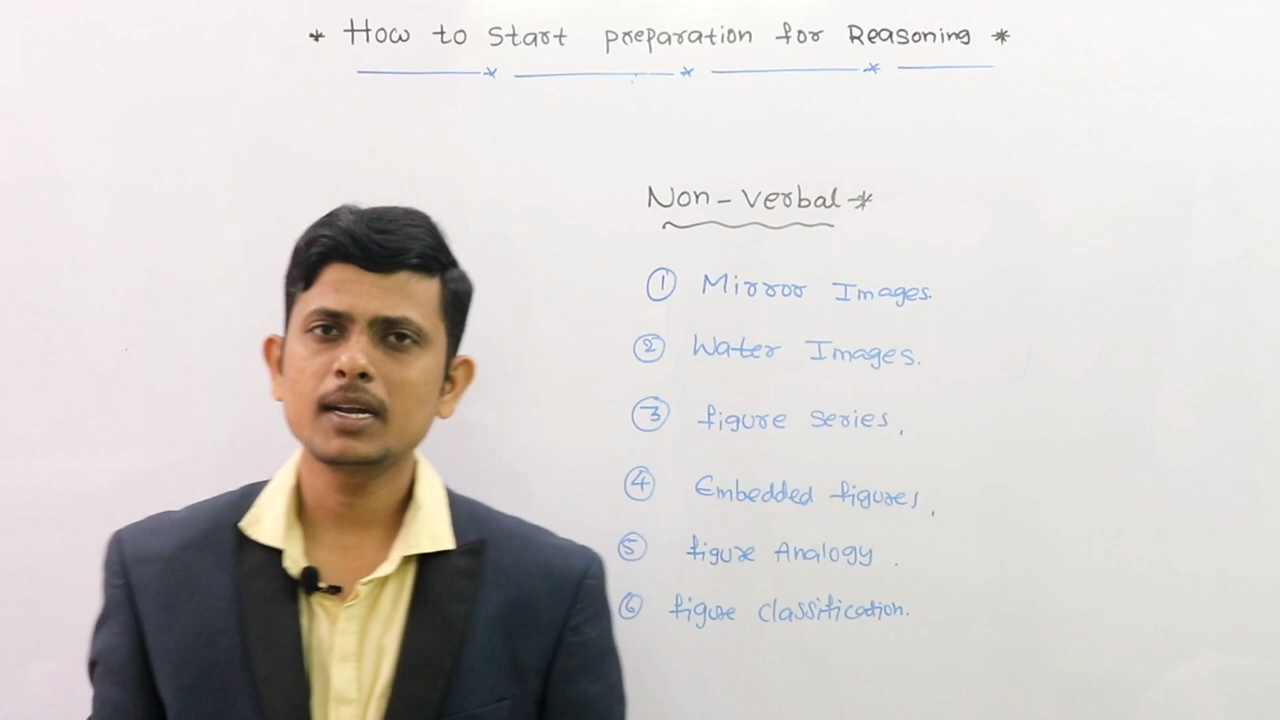 * How to Start preparation for Reasoning *
Non-Verbal *
① Mirror Images.
② Water Images.
③ figure series,
④ Embedded figures,
⑤ figure Analogy.
⑥ figure classification.